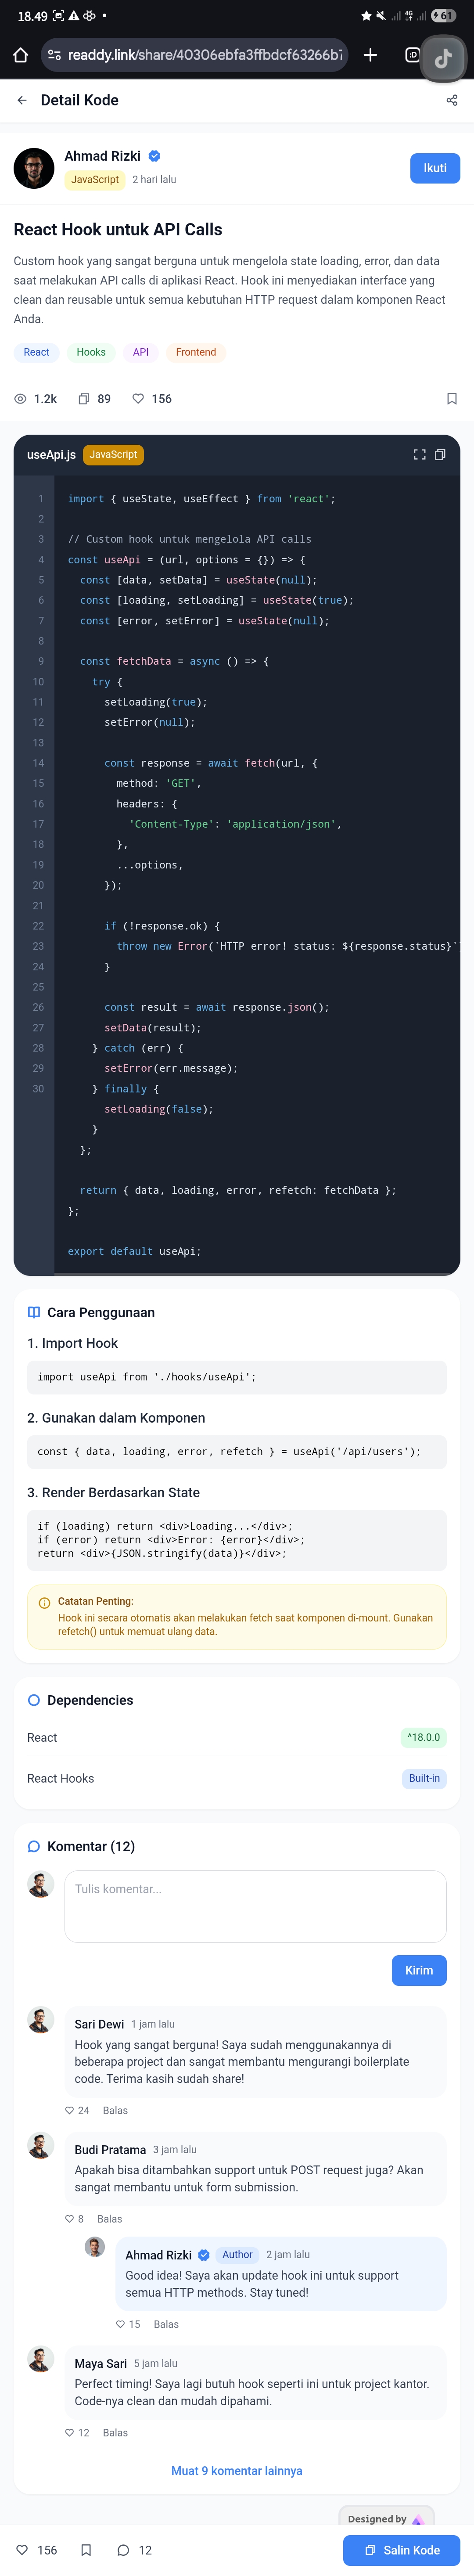 18.49
4G
61
readdy.link/share/40306ebfa3ffbdcf63266b
:D
Detail Kode
Ahmad Rizki
Ikuti
JavaScript 2 hari lalu
React Hook untuk API Calls
Custom hook yang sangat berguna untuk mengelola state loading, error, dan data
saat melakukan API calls di aplikasi React. Hook ini menyediakan interface yang
clean dan reusable untuk semua kebutuhan HTTP request dalam komponen React
Anda.
React Hooks API Frontend
1.2k 89 156
useApi.js JavaScript
1 import { useState, useEffect } from 'react';
2
3 // Custom hook untuk mengelola API calls
4 const useApi = (url, options = {}) => {
5 const [data, setData] = useState(null);
6 const [loading, setLoading] = useState(true);
7 const [error, setError] = useState(null);
8
9 const fetchData = async () => {
10 try {
11 setLoading(true);
12 setError(null);
13
14 const response = await fetch(url, {
15 method: 'GET',
16 headers: {
17 'Content-Type': 'application/json',
18 },
19 ...options,
20 });
21
22 if (!response.ok) {
23 throw new Error(`HTTP error! status: ${response.status}`
24 }
25
26 const result = await response.json();
27 setData(result);
28 } catch (err) {
29 setError(err.message);
30 } finally {
setLoading(false);
}
};
return { data, loading, error, refetch: fetchData };
};
export default useApi;
Cara Penggunaan
1. Import Hook
import useApi from './hooks/useApi';
2. Gunakan dalam Komponen
const { data, loading, error, refetch } = useApi('/api/users');
3. Render Berdasarkan State
if (loading) return <div>Loading...</div>;
if (error) return <div>Error: {error}</div>;
return <div>{JSON.stringify(data)}</div>;
Catatan Penting:
Hook ini secara otomatis akan melakukan fetch saat komponen di-mount. Gunakan
refetch() untuk memuat ulang data.
Dependencies
React ^18.0.0
React Hooks Built-in
Komentar (12)
Tulis komentar...
Kirim
Sari Dewi 1 jam lalu
Hook yang sangat berguna! Saya sudah menggunakannya di
beberapa project dan sangat membantu mengurangi boilerplate
code. Terima kasih sudah share!
24 Balas
Budi Pratama 3 jam lalu
Apakah bisa ditambahkan support untuk POST request juga? Akan
sangat membantu untuk form submission.
8 Balas
Ahmad Rizki Author 2 jam lalu
Good idea! Saya akan update hook ini untuk support
semua HTTP methods. Stay tuned!
15 Balas
Maya Sari 5 jam lalu
Perfect timing! Saya lagi butuh hook seperti ini untuk project kantor.
Code-nya clean dan mudah dipahami.
12 Balas
Muat 9 komentar lainnya
Designed by
156 12 Salin Kode